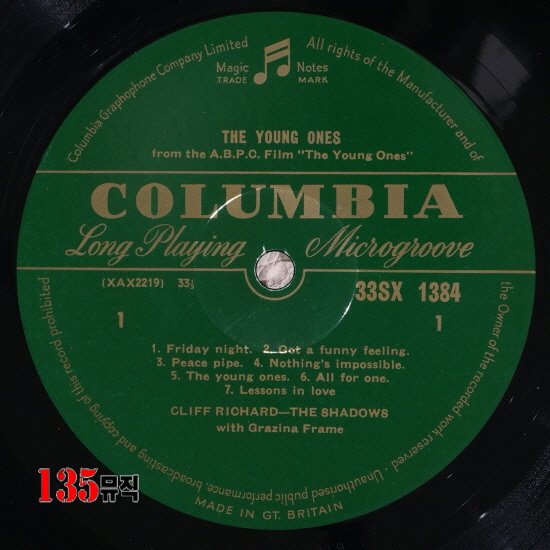 Columbia Graphophone Company Limited
All rights of the Manufacturer and of
the Owner of the recorded work reserved · Unauthorised public performance, broadcasting and copying of this record prohibited
Magic Notes
TRADE MARK
THE YOUNG ONES
from the A.B.P.C. Film "The Young Ones"
COLUMBIA
Long Playing Microgroove
(XAX2219) 33⅓
33SX 1384
1 1
1. Friday night. 2. Got a funny feeling.
3. Peace pipe. 4. Nothing's impossible.
5. The young ones. 6. All for one.
7. Lessons in love
CLIFF RICHARD—THE SHADOWS
with Grazina Frame
MADE IN GT. BRITAIN
135뮤직